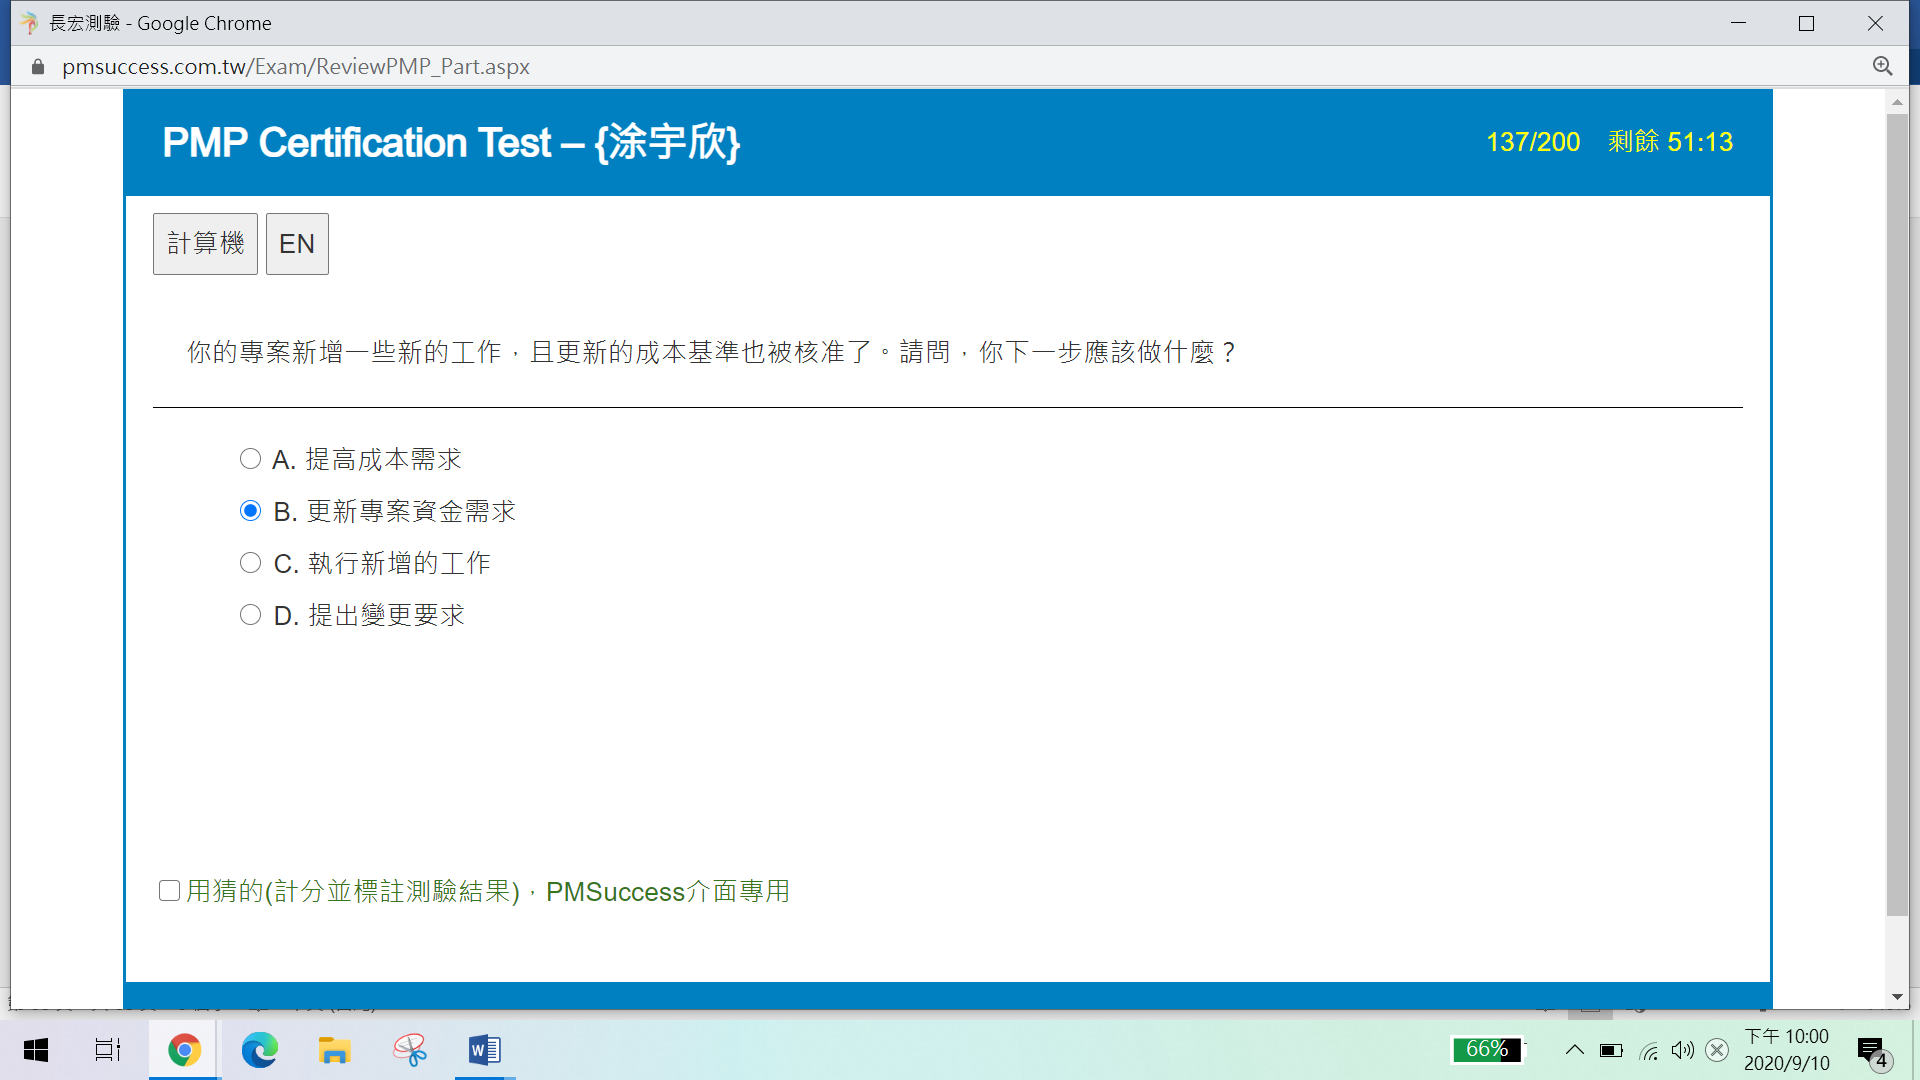 長宏測驗 - Google Chrome
pmsuccess.com.tw/Exam/ReviewPMP_Part.aspx
PMP Certification Test – {涂宇欣}
137/200 剩餘 51:13
計算機 EN
你的專案新增一些新的工作，且更新的成本基準也被核准了。請問，你下一步應該做什麼？
A. 提高成本需求
B. 更新專案資金需求
C. 執行新增的工作
D. 提出變更要求
用猜的(計分並標註測驗結果)，PMSuccess介面專用
66%
下午 10:00
2020/9/10
4